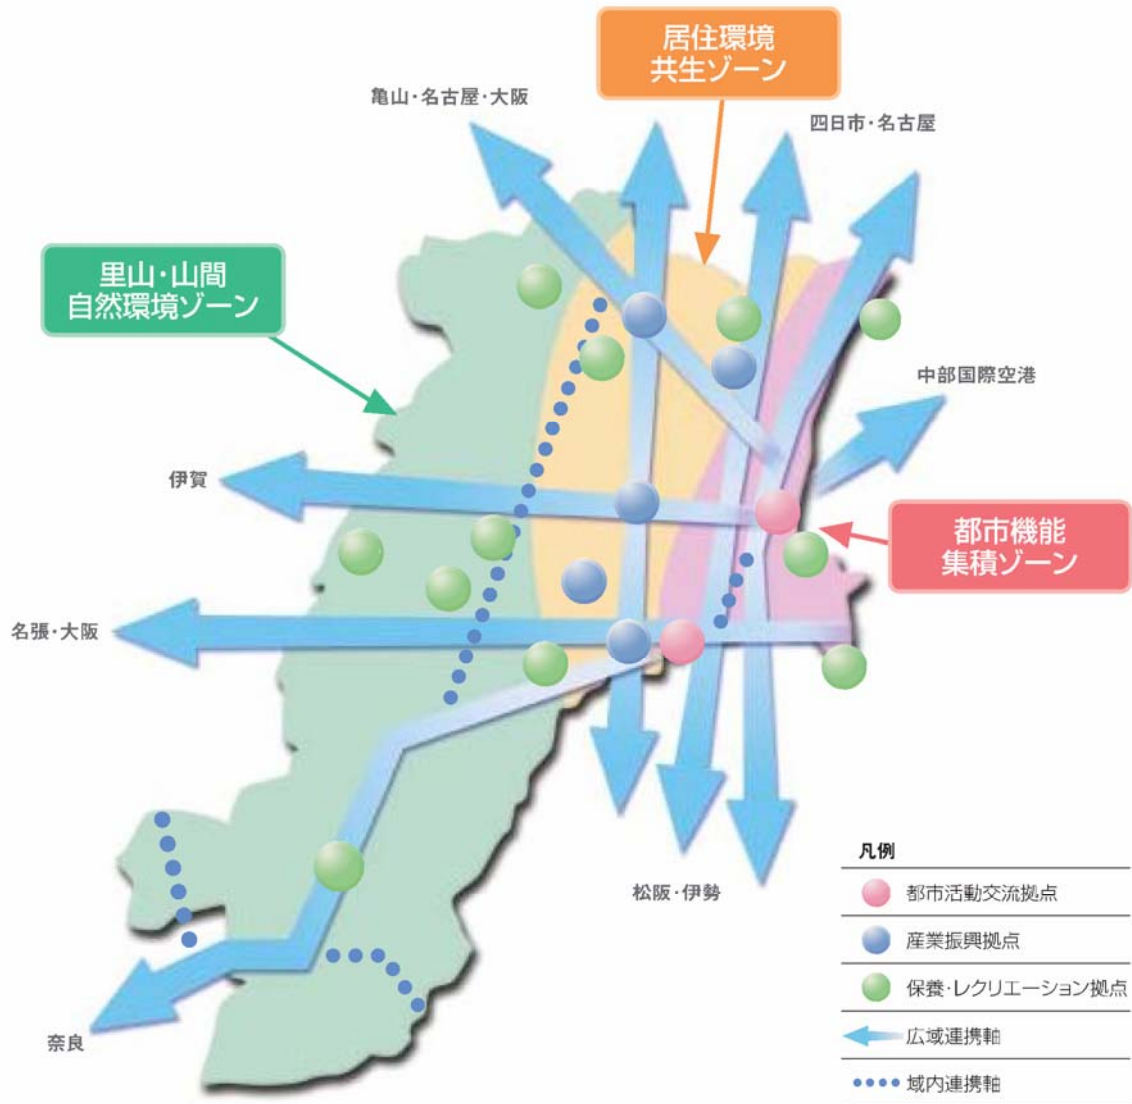 居住環境
共生ゾーン
亀山・名古屋・大阪
四日市・名古屋
里山・山間
自然環境ゾーン
中部国際空港
伊賀
都市機能
集積ゾーン
名張・大阪
松阪・伊勢
奈良
凡例
都市活動交流拠点
産業振興拠点
保養・レクリエーション拠点
広域連携軸
域内連携軸